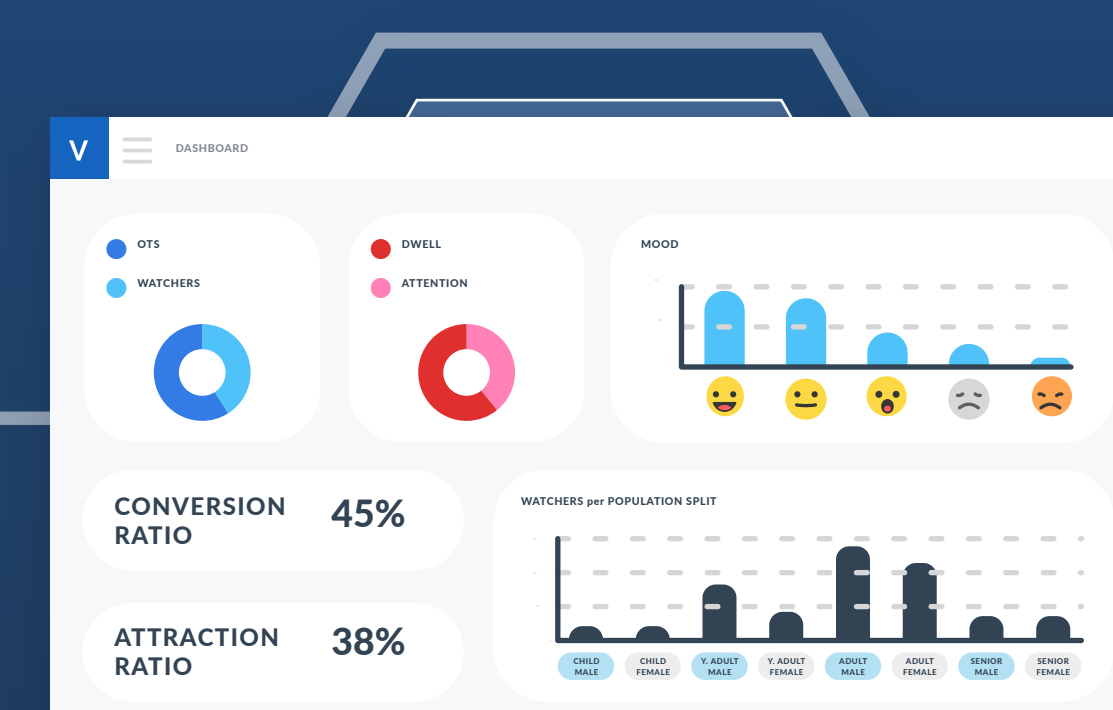 V
DASHBOARD
OTS
WATCHERS
DWELL
ATTENTION
MOOD
CONVERSION
RATIO
45%
ATTRACTION
RATIO
38%
WATCHERS per POPULATION SPLIT
CHILD
MALE
CHILD
FEMALE
Y. ADULT
MALE
Y. ADULT
FEMALE
ADULT
MALE
ADULT
FEMALE
SENIOR
MALE
SENIOR
FEMALE